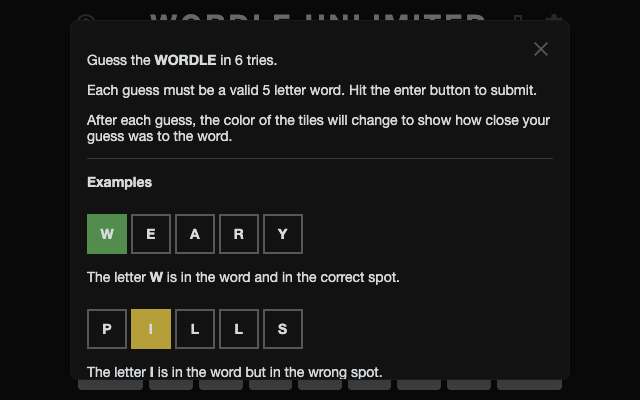 WORDLE UNLIMITED
Guess the WORDLE in 6 tries.
Each guess must be a valid 5 letter word. Hit the enter button to submit.
After each guess, the color of the tiles will change to show how close your
guess was to the word.
Examples
W E A R Y
The letter W is in the word and in the correct spot.
P I L L S
The letter I is in the word but in the wrong spot.